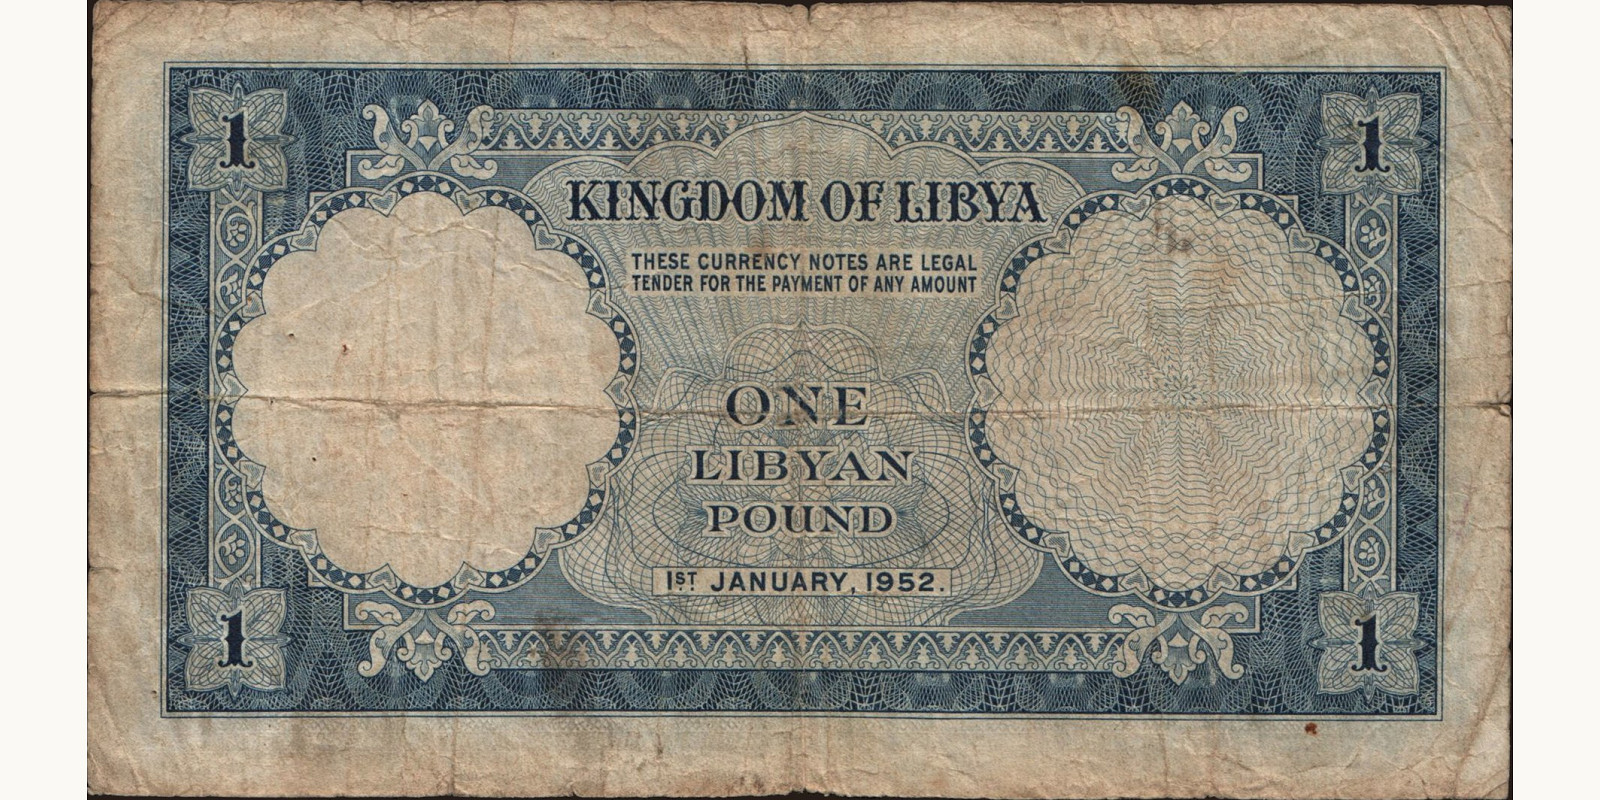 1
1
KINGDOM OF LIBYA
THESE CURRENCY NOTES ARE LEGAL
TENDER FOR THE PAYMENT OF ANY AMOUNT
ONE
LIBYAN
POUND
1ST JANUARY, 1952.
1
1